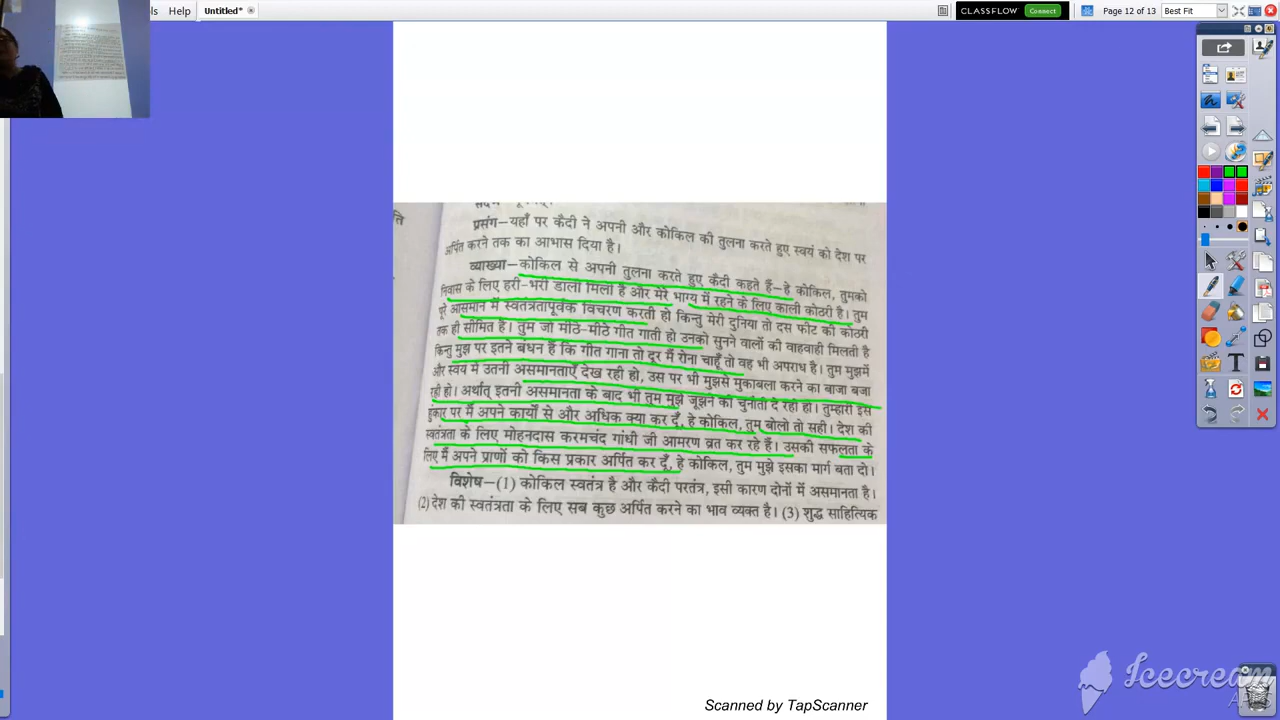 ols Help Untitled*
CLASSFLOW Connect
Page 12 of 13 Best Fit
त्ति
प्रसंग–यहाँ पर कैदी ने अपनी और कोकिल की तुलना करते हुए स्वयं को देश पर
अर्पित करने तक का आभास दिया है।
व्याख्या–कोकिल से अपनी तुलना करते हुए कैदी कहते हैं–हे कोकिल, तुमको
निवास के लिए हरी-भरी डाली मिली है और मेरे भाग्य में रहने के लिए काली कोठरी है। तुम
पूरे आसमान में स्वतंत्रतापूर्वक विचरण करती हो किन्तु मेरी दुनिया तो दस फीट की कोठरी
तक ही सीमित है। तुम जो मीठे-मीठे गीत गाती हो उनको सुनने वालों की वाहवाही मिलती है
किन्तु मुझ पर इतने बंधन हैं कि गीत गाना तो दूर मैं रोना चाहूँ तो वह भी अपराध है। तुम मुझमें
और स्वयं में उतनी असमानताएँ देख रही हो, उस पर भी मुझसे मुकाबला करने का बाजा बजा
रही हो। अर्थात् इतनी असमानता के बाद भी तुम मुझे जूझने की चुनौती दे रही हो। तुम्हारी इस
हुंकार पर मैं अपने कार्यों से और अधिक क्या कर दूँ, हे कोकिल, तुम बोलो तो सही। देश की
स्वतंत्रता के लिए मोहनदास करमचंद गांधी जी आमरण व्रत कर रहे हैं। उसकी सफलता के
लिए मैं अपने प्राणों को किस प्रकार अर्पित कर दूँ, हे कोकिल, तुम मुझे इसका मार्ग बता दो।
विशेष–(1) कोकिल स्वतंत्र है और कैदी परतंत्र, इसी कारण दोनों में असमानता है।
(2) देश की स्वतंत्रता के लिए सब कुछ अर्पित करने का भाव व्यक्त है। (3) शुद्ध साहित्यिक
Scanned by TapScanner
Icecream
APPS